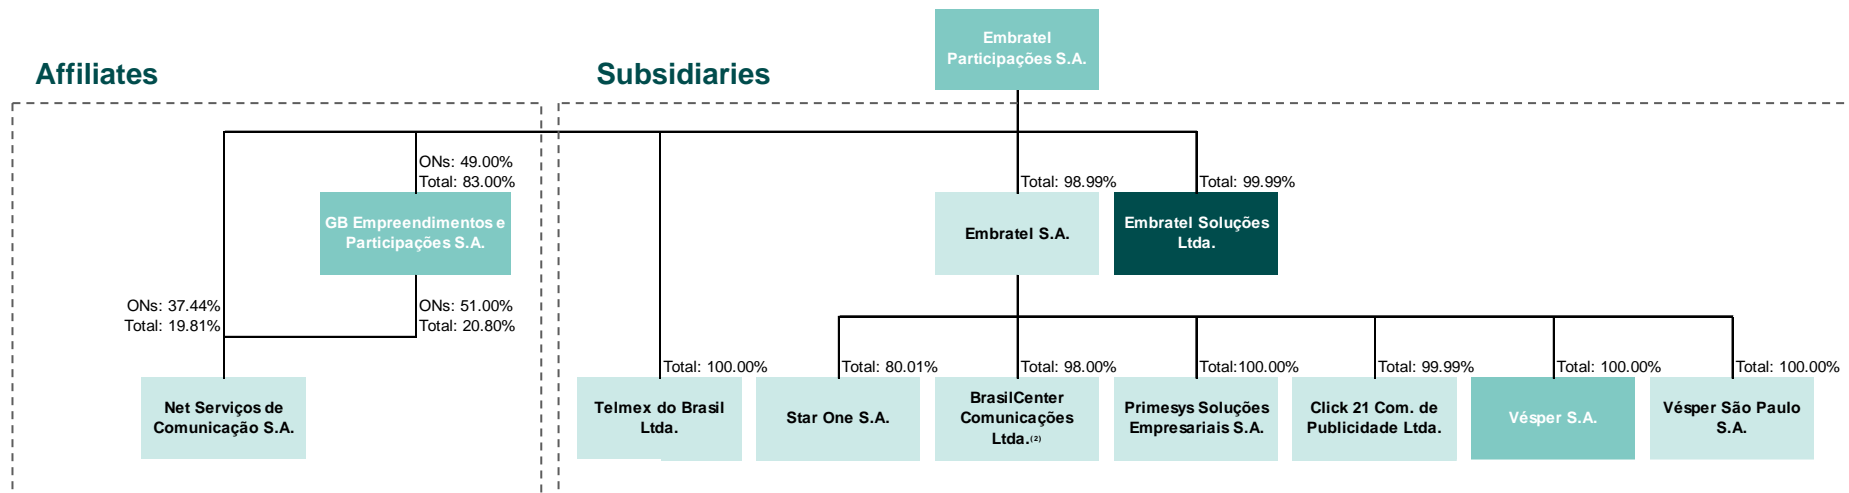 Embratel
Participações S.A.
Affiliates
Subsidiaries
ONs: 49.00%
Total: 83.00%
Total: 98.99%
Total: 99.99%
GB Empreendimentos e
Participações S.A.
Embratel S.A.
Embratel Soluções
Ltda.
ONs: 37.44%
Total: 19.81%
ONs: 51.00%
Total: 20.80%
Total: 100.00%
Total: 80.01%
Total: 98.00%
Total:100.00%
Total: 99.99%
Total: 100.00%
Total: 100.00%
Net Serviços de
Comunicação S.A.
Telmex do Brasil
Ltda.
Star One S.A.
BrasilCenter
Comunicações
Ltda.(2)
Primesys Soluções
Empresariais S.A.
Click 21 Com. de
Publicidade Ltda.
Vésper S.A.
Vésper São Paulo
S.A.